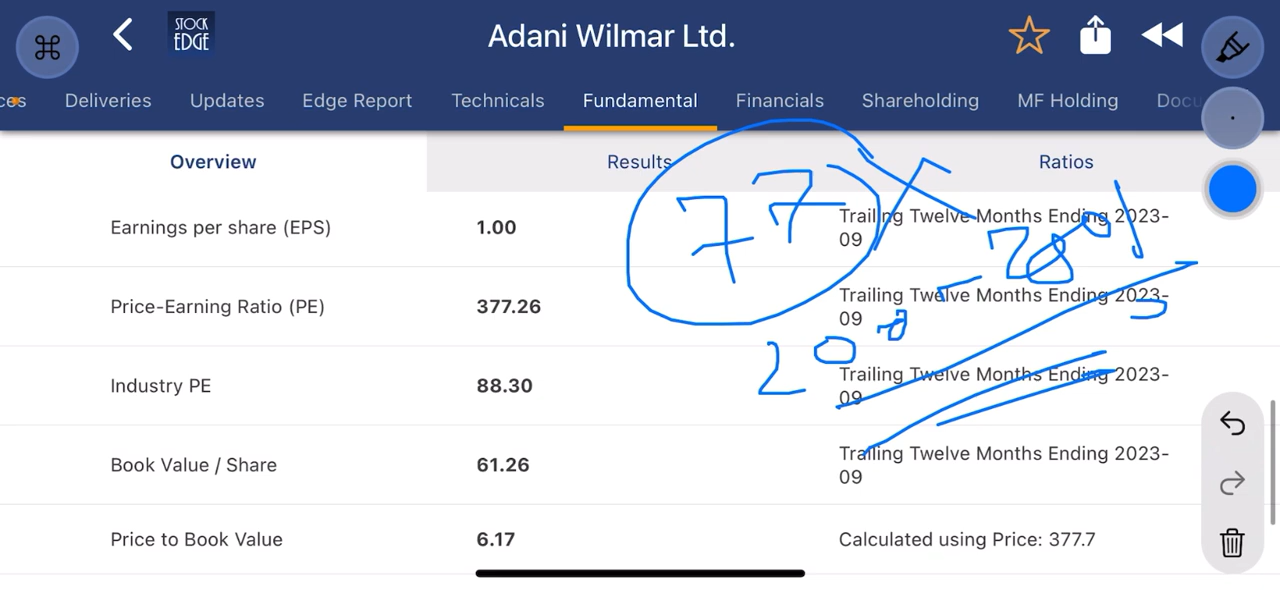 STOCK
EDGE
Adani Wilmar Ltd.
Deliveries Updates Edge Report Technicals Fundamental Financials Shareholding MF Holding
Overview Results Ratios
Earnings per share (EPS) 1.00 Trailing Twelve Months Ending 2023-
09
Price-Earning Ratio (PE) 377.26 Trailing Twelve Months Ending 2023-
09
Industry PE 88.30 Trailing Twelve Months Ending 2023-
09
Book Value / Share 61.26 Trailing Twelve Months Ending 2023-
09
Price to Book Value 6.17 Calculated using Price: 377.7
77 X
200